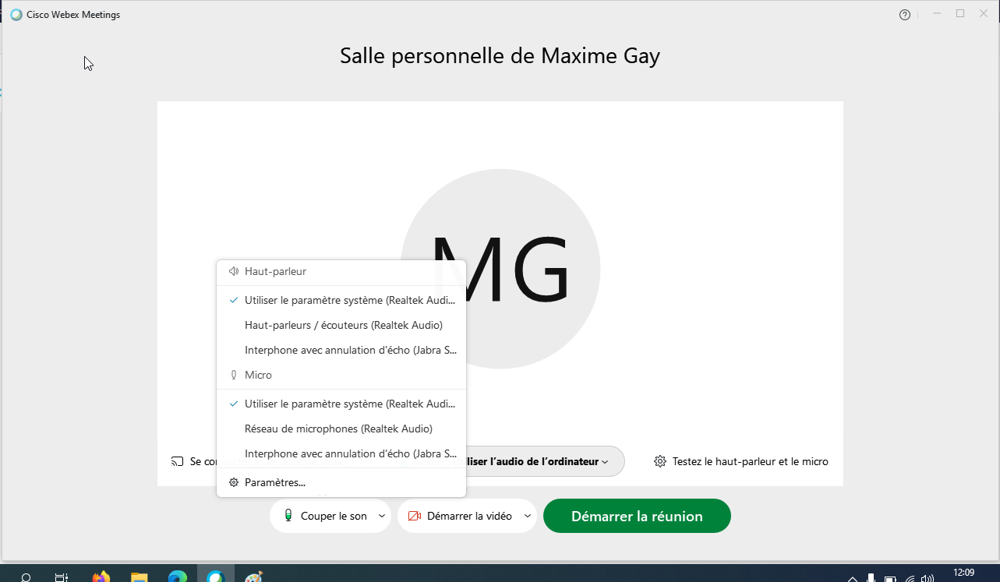 Cisco Webex Meetings
Salle personnelle de Maxime Gay
MG
Haut-parleur
Utiliser le paramètre système (Realtek Audi...
Haut-parleurs / écouteurs (Realtek Audio)
Interphone avec annulation d'écho (Jabra S...
Micro
Utiliser le paramètre système (Realtek Audi...
Réseau de microphones (Realtek Audio)
Interphone avec annulation d'écho (Jabra S...
Paramètres...
Se co
liser l’audio de l’ordinateur
Testez le haut-parleur et le micro
Couper le son
Démarrer la vidéo
Démarrer la réunion
12:09